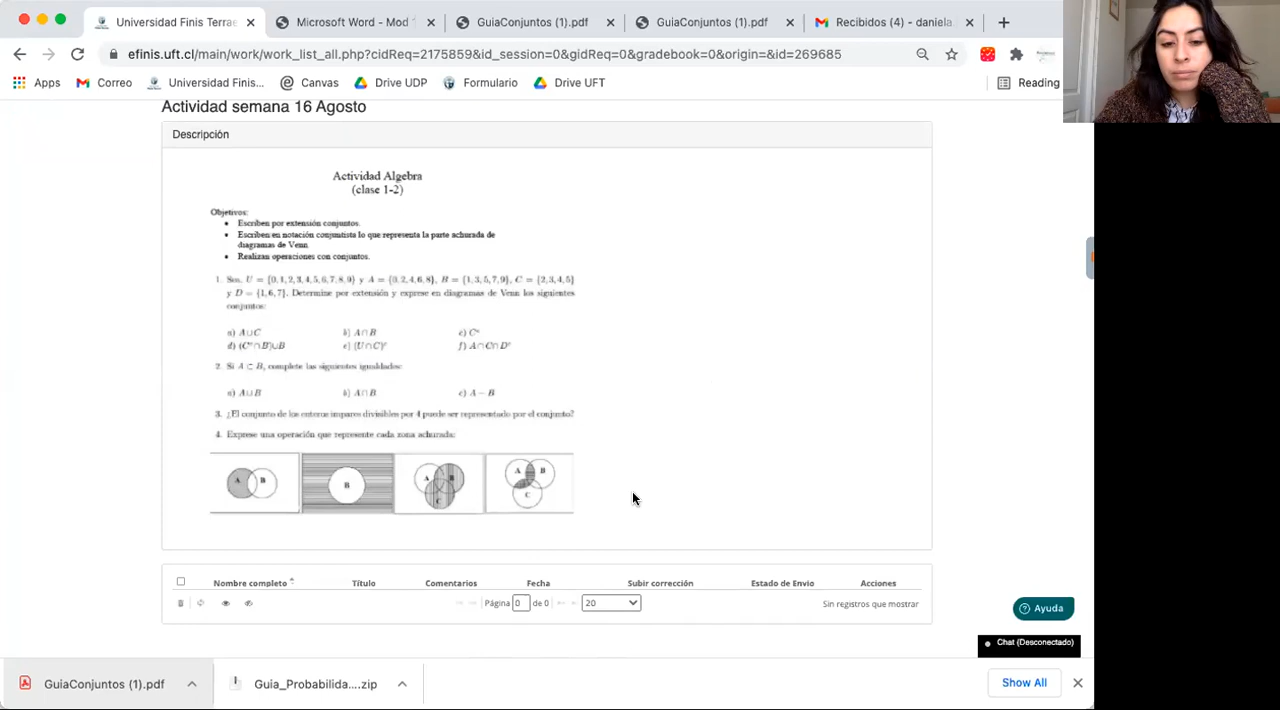 Universidad Finis Terrae
Microsoft Word - Mod
GuiaConjuntos (1).pdf
GuiaConjuntos (1).pdf
Recibidos (4) - daniela.
efinis.uft.cl/main/work/work_list_all.php?cidReq=217585&id_session=0&gidReq=0&gradebook=0&origin=&id=269685
Apps
Correo
Universidad Finis...
Canvas
Drive UDP
Formulario
Drive UFT
Reading
Actividad semana 16 Agosto
Descripción
Actividad Algebra
(clase 1-2)
Objetivos:
• Escriben por extensión conjuntos.
• Escriben en notación conjuntista lo que representa la parte achurada de
diagramas de Venn.
• Realizan operaciones con conjuntos.
1. Sea, U = {0,1,2,3,4,5,6,7,8,9} y A = {0,2,4,6,8}, B = {1,3,5,7,9}, C = {2,3,4,5}
y D = {1,6,7}. Determine por extensión y exprese en diagramas de Venn los siguientes
conjuntos:
a) A∪C b) A∩B c) Cᶜ
d) (Cᶜ∩B)∪B e) (U∩C)ᶜ f) A∩C∩Dᶜ
2. Si A ⊂ B, complete las siguientes igualdades:
a) A∪B b) A∩B c) A − B
3. ¿El conjunto de los enteros impares divisibles por 4 puede ser representado por el conjunto?
4. Exprese una operación que represente cada zona achurada:
A B
B
A B
C
A B
C
Nombre completo Título Comentarios Fecha Subir corrección Estado de Envio Acciones
Página 0 de 0 20 Sin registros que mostrar
Ayuda
Chat (Desconectado)
GuiaConjuntos (1).pdf
Guia_Probabilida....zip
Show All